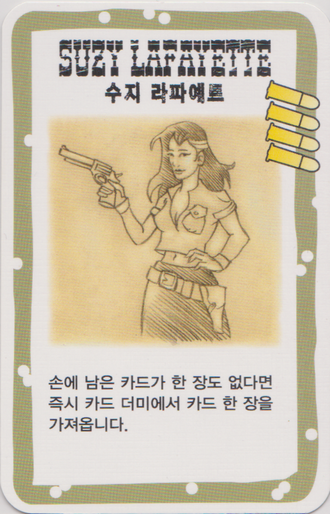 SUZY LAFAYETTE
수지 라파예트
손에 남은 카드가 한 장도 없다면
즉시 카드 더미에서 카드 한 장을
가져옵니다.